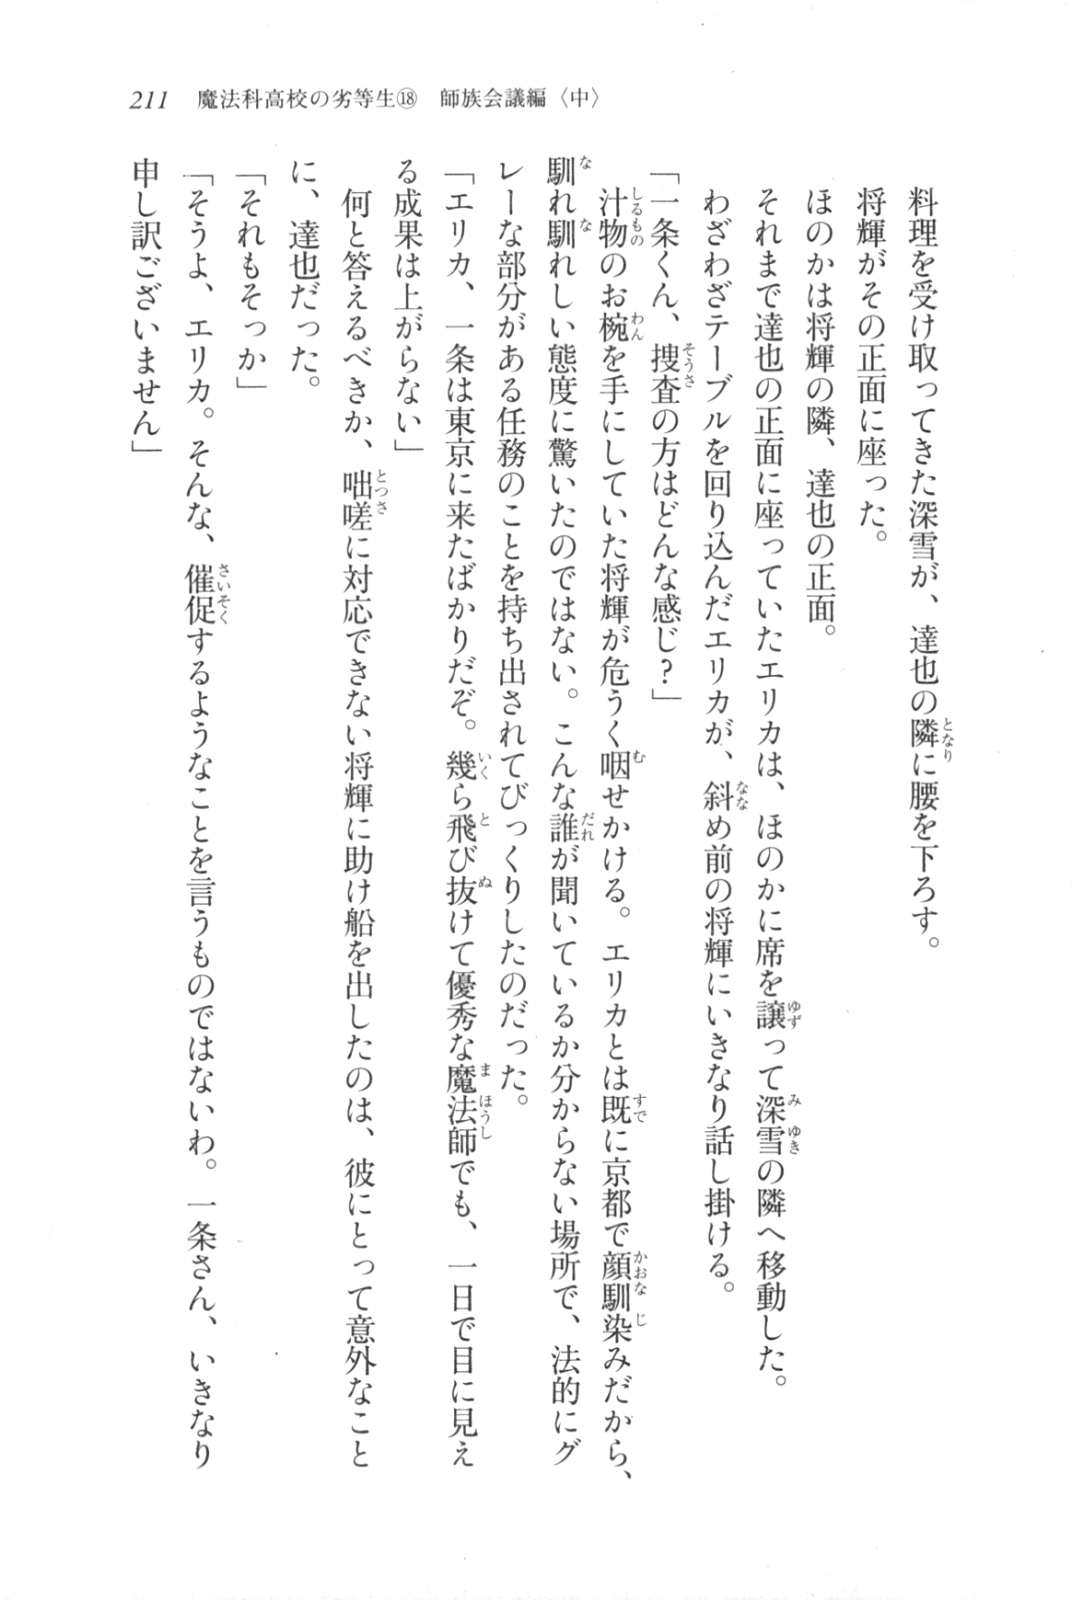 211　魔法科高校の劣等生⑱　師族会議編〈中〉
料理を受け取ってきた深雪が、達也の隣に腰を下ろす。
将輝がその正面に座った。
ほのかは将輝の隣、達也の正面。
それまで達也の正面に座っていたエリカは、ほのかに席を譲って深雪の隣へ移動した。
わざわざテーブルを回り込んだエリカが、斜め前の将輝にいきなり話し掛ける。
「一条くん、捜査の方はどんな感じ？」
汁物のお椀を手にしていた将輝が危うく咽せかける。エリカとは既に京都で顔馴染みだから、
馴れ馴れしい態度に驚いたのではない。こんな誰が聞いているか分からない場所で、法的にグ
レーな部分がある任務のことを持ち出されてびっくりしたのだった。
「エリカ、一条は東京に来たばかりだぞ。幾ら飛び抜けて優秀な魔法師でも、一日で目に見え
る成果は上がらない」
何と答えるべきか、咄嗟に対応できない将輝に助け船を出したのは、彼にとって意外なこと
に、達也だった。
「それもそっか」
「そうよ、エリカ。そんな、催促するようなことを言うものではないわ。一条さん、いきなり
申し訳ございません」